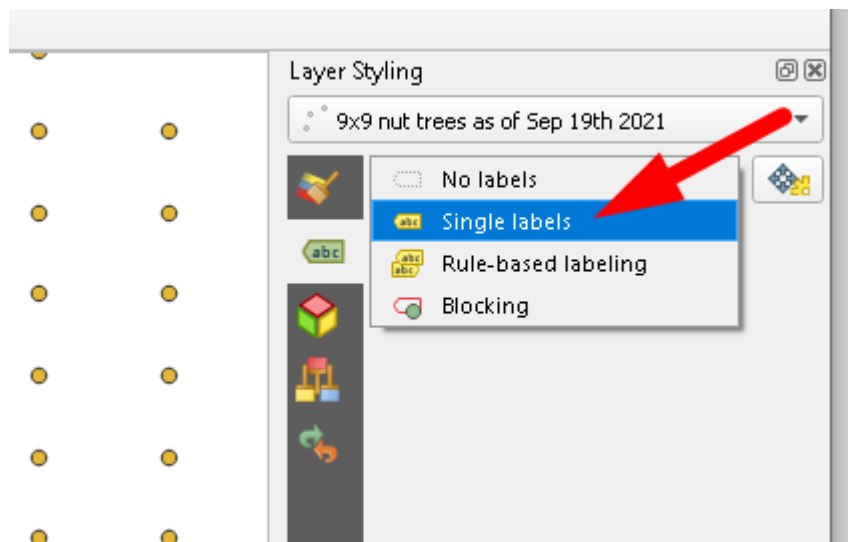 Layer Styling
9x9 nut trees as of Sep 19th 2021
No labels
abc Single labels
abc
abc
abc Rule-based labeling
Blocking